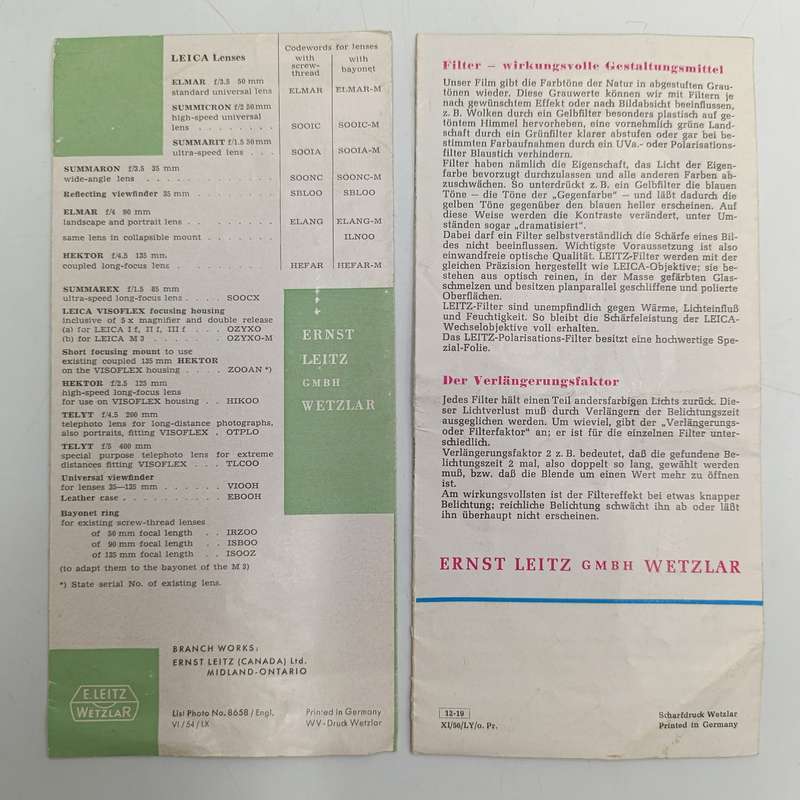 LEICA Lenses
Codewords for lenses
with screw-thread
with bayonet
ELMAR f/3.5 50 mm
standard universal lens ELMAR ELMAR-M
SUMMICRON f/2 50 mm
high-speed universal
lens . . . . . . . . SOOIC SOOIC-M
SUMMARIT f/1.5 50 mm
ultra-speed lens . . . SOOIA SOOIA-M
SUMMARON f/3.5 35 mm
wide-angle lens . . . . . . . . . . . . . SOONC SOONC-M
Reflecting viewfinder 35 mm . . . . . . . . SBLOO SBLOO
ELMAR f/4 90 mm
landscape and portrait lens . . . . . . . . ELANG ELANG-M
same lens in collapsible mount . . . . . . . ILNOO
HEKTOR f/4.5 135 mm
coupled long-focus lens . . . . . . . . . HEFAR HEFAR-M
SUMMAREX f/1.5 85 mm
ultra-speed long-focus lens . . . . . SOOCX
LEICA VISOFLEX focusing housing
inclusive of 5x magnifier and double release
(a) for LEICA I f, II f, III f . . . . OZYXO
(b) for LEICA M 3 . . . . . . . OZYXO-M
Short focusing mount to use
existing coupled 135 mm HEKTOR
on the VISOFLEX housing . . . . ZOOAN *)
HEKTOR f/2.5 125 mm
high-speed long-focus lens
for use on VISOFLEX housing . . HIKOO
TELYT f/4.5 200 mm
telephoto lens for long-distance photographs,
also portraits, fitting VISOFLEX . OTPLO
TELYT f/5 400 mm
special purpose telephoto lens for extreme
distances fitting VISOFLEX . . . . TLCOO
Universal viewfinder
for lenses 35—135 mm . . . . . . VIOOH
Leather case . . . . . . . . . . . EBOOH
Bayonet ring
for existing screw-thread lenses
of 50 mm focal length . . IRZOO
of 90 mm focal length . . ISBOO
of 135 mm focal length . . ISOOZ
(to adapt them to the bayonet of the M 3)
*) State serial No. of existing lens.
ERNST
LEITZ
GMBH
WETZLAR
BRANCH WORKS:
ERNST LEITZ (CANADA) Ltd.
MIDLAND-ONTARIO
E. LEITZ
WETZLAR
List Photo No. 8658 / Engl. Printed in Germany
VI / 54 / LX WV-Druck Wetzlar
Filter – wirkungsvolle Gestaltungsmittel
Unser Film gibt die Farbtöne der Natur in abgestuften Grau-
tönen wieder. Diese Grauwerte können wir mit Filtern je
nach gewünschtem Effekt oder nach Bildabsicht beeinflussen,
z. B. Wolken durch ein Gelbfilter besonders plastisch auf ge-
töntem Himmel hervorheben, eine vornehmlich grüne Land-
schaft durch ein Grünfilter klarer abstufen oder gar bei be-
stimmten Farbaufnahmen durch ein UVa.- oder Polarisations-
filter Blaustich verhindern.
Filter haben nämlich die Eigenschaft, das Licht der Eigen-
farbe bevorzugt durchzulassen und alle anderen Farben ab-
zuschwächen. So unterdrückt z. B. ein Gelbfilter die blauen
Töne – die Töne der „Gegenfarbe“ – und läßt dadurch die
gelben Töne gegenüber den blauen heller erscheinen. Auf
diese Weise werden die Kontraste verändert, unter Um-
ständen sogar „dramatisiert“.
Dabei darf ein Filter selbstverständlich die Schärfe eines Bil-
des nicht beeinflussen. Wichtigste Voraussetzung ist also
einwandfreie optische Qualität. LEITZ-Filter werden mit der
gleichen Präzision hergestellt wie LEICA-Objektive; sie be-
stehen aus optisch reinen, in der Masse gefärbten Glas-
schmelzen und besitzen planparallel geschliffene und polierte
Oberflächen.
LEITZ-Filter sind unempfindlich gegen Wärme, Lichteinfluß
und Feuchtigkeit. So bleibt die Schärfeleistung der LEICA-
Wechselobjektive voll erhalten.
Das LEITZ-Polarisations-Filter besitzt eine hochwertige Spe-
zial-Folie.
Der Verlängerungsfaktor
Jedes Filter hält einen Teil andersfarbigen Lichts zurück. Die-
ser Lichtverlust muß durch Verlängern der Belichtungszeit
ausgeglichen werden. Um wieviel, gibt der „Verlängerungs-
oder Filterfaktor“ an; er ist für die einzelnen Filter unter-
schiedlich.
Verlängerungsfaktor 2 z. B. bedeutet, daß die gefundene Be-
lichtungszeit 2 mal, also doppelt so lang, gewählt werden
muß, bzw. daß die Blende um einen Wert mehr zu öffnen
ist.
Am wirkungsvollsten ist der Filtereffekt bei etwas knapper
Belichtung; reichliche Belichtung schwächt ihn ab oder läßt
ihn überhaupt nicht erscheinen.
ERNST LEITZ GMBH WETZLAR
12-19 Scharfdruck Wetzlar
XI/56/LY/o. Pr. Printed in Germany